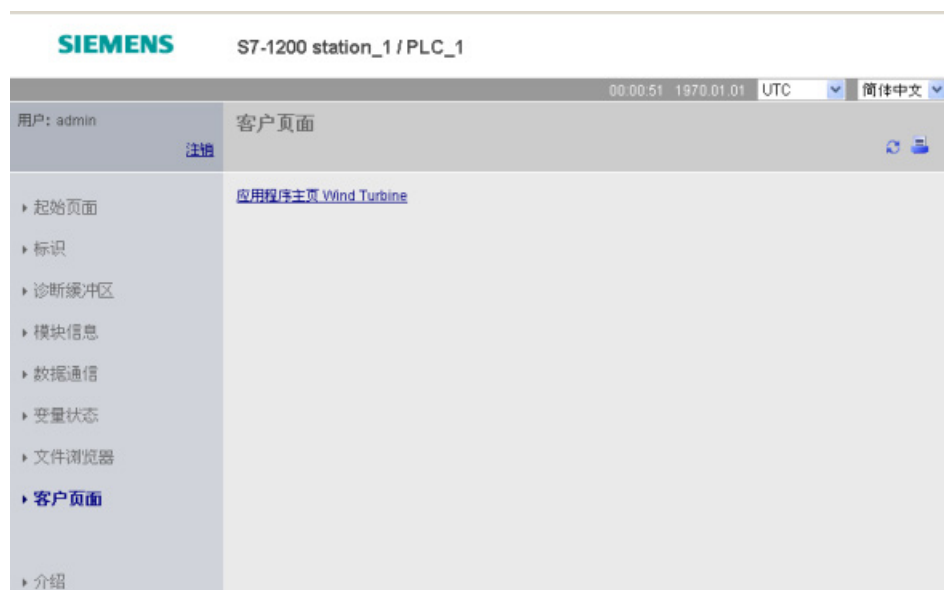 SIEMENS
S7-1200 station_1 / PLC_1
00:00:51 1970.01.01 UTC 简体中文
用户: admin
注销
客户页面
应用程序主页 Wind Turbine
起始页面
标识
诊断缓冲区
模块信息
数据通信
变量状态
文件浏览器
客户页面
介绍